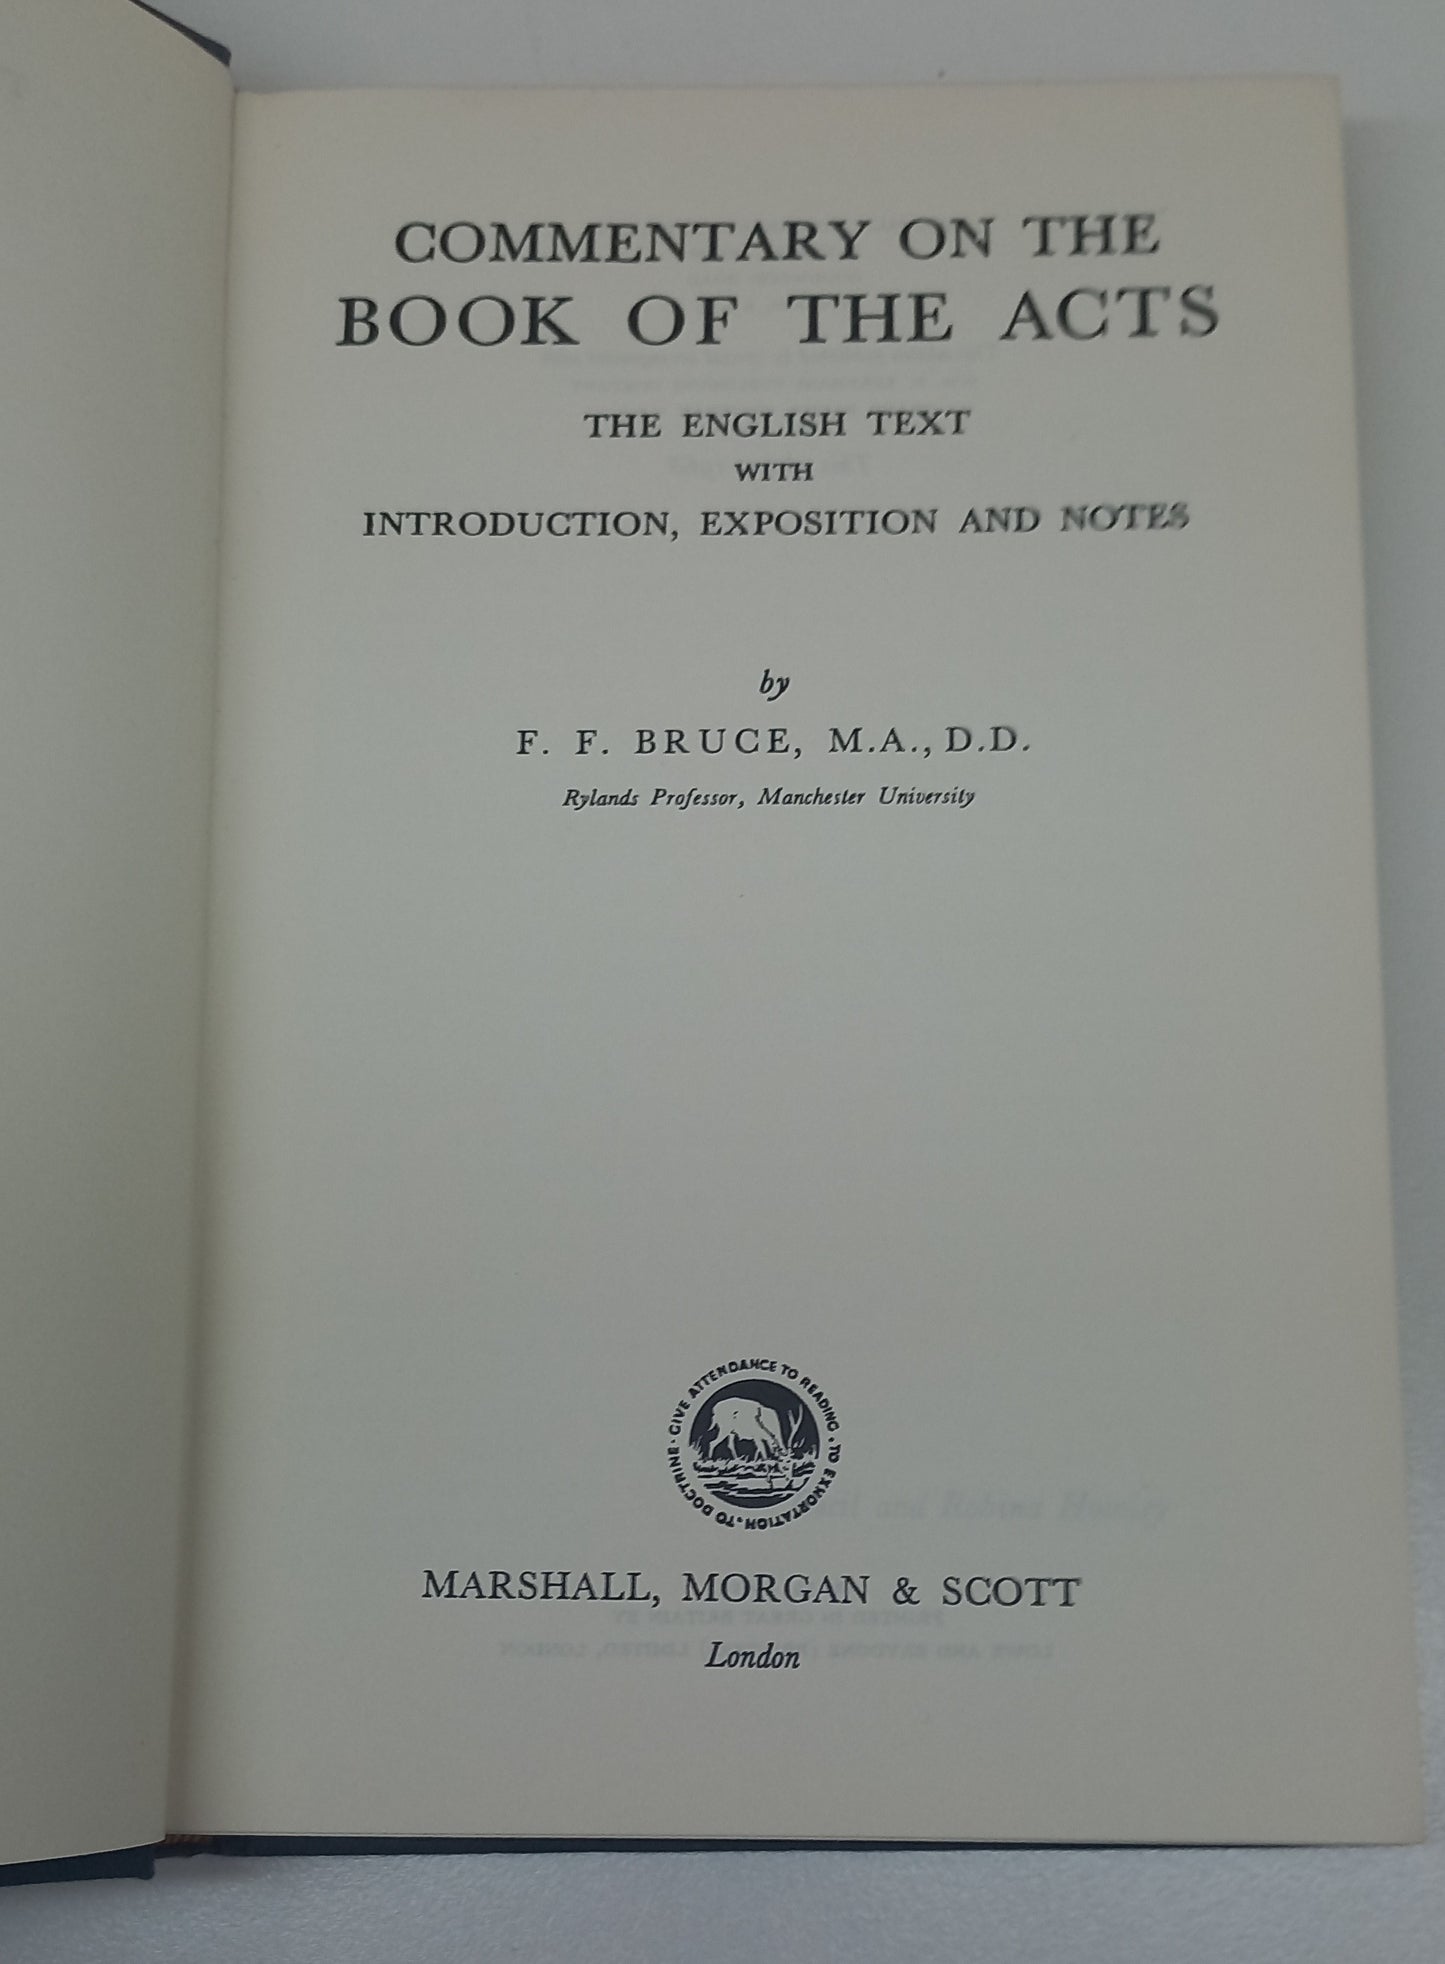 COMMENTARY ON THE
BOOK OF THE ACTS
THE ENGLISH TEXT
WITH
INTRODUCTION, EXPOSITION AND NOTES
by
F. F. BRUCE, M.A., D.D.
Rylands Professor, Manchester University
GIVE ATTENDANCE TO READING · TO EXHORTATION · TO DOCTRINE ·
MARSHALL, MORGAN & SCOTT
London